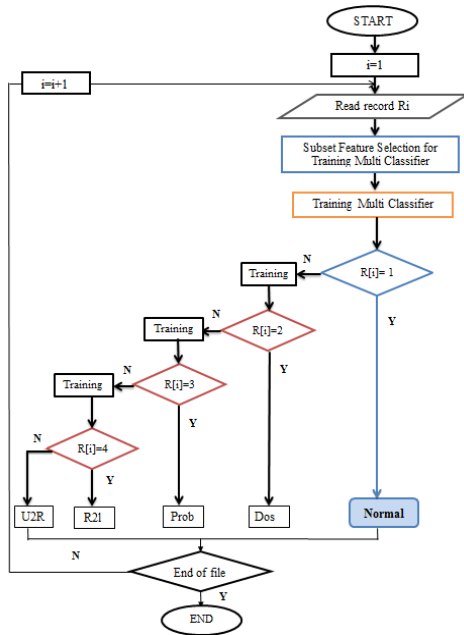 START
i=1
i=i+1
Read record Ri
Subset Feature Selection for
Training Multi Classifier
Training Multi Classifier
N
R[i]= 1
Training
Y
N
R[i]=2
Training
Y
N
R[i]=3
Training
Y
N
R[i]=4
Y
U2R
R2l
Prob
Dos
Normal
N
End of file
Y
END